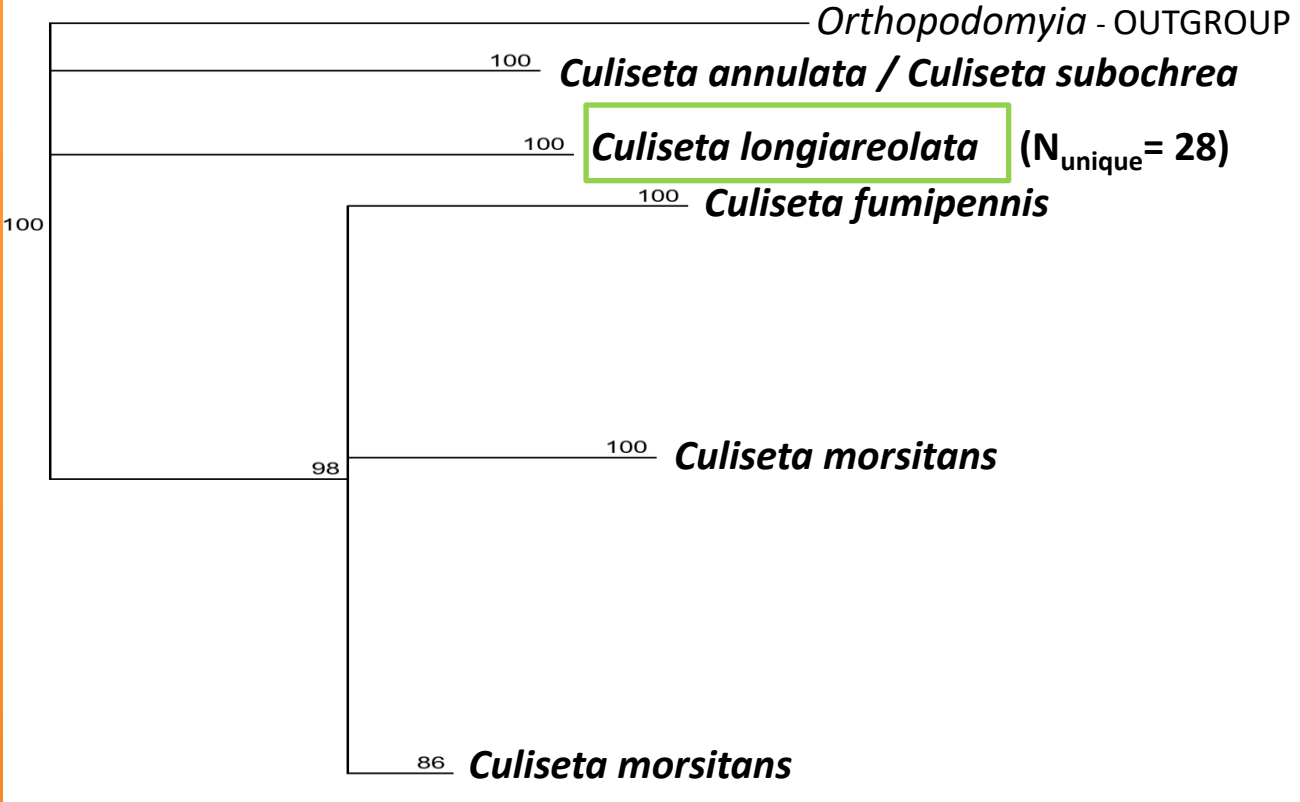 Orthopodomyia - OUTGROUP
100 Culiseta annulata / Culiseta subochrea
100 Culiseta longiareolata (Nunique= 28)
100 Culiseta fumipennis
100
100 Culiseta morsitans
98
86 Culiseta morsitans